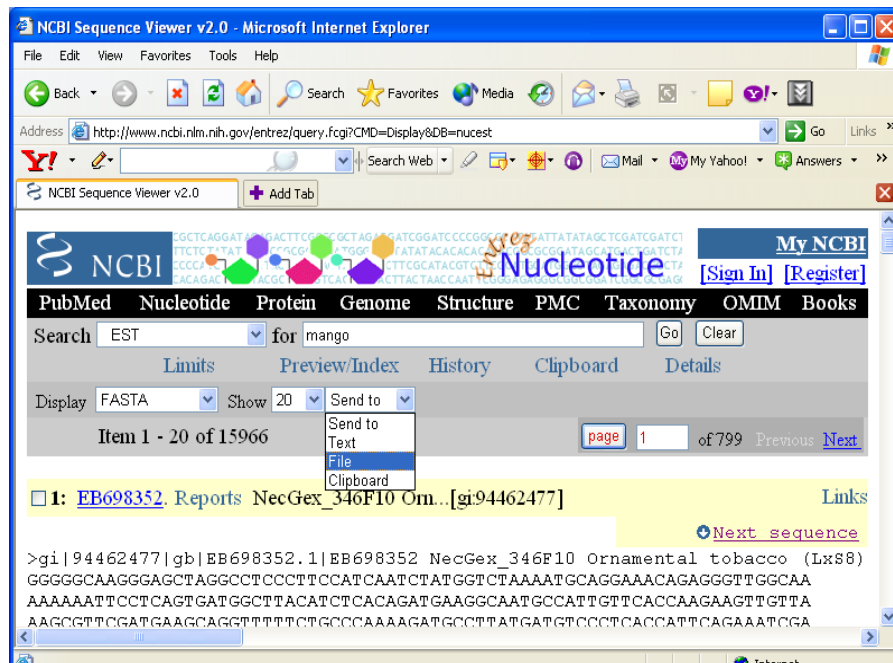 NCBI Sequence Viewer v2.0 - Microsoft Internet Explorer
File Edit View Favorites Tools Help
Back Search Favorites Media
Address http://www.ncbi.nlm.nih.gov/entrez/query.fcgi?CMD=Display&DB=nucest Go Links »
Y! Search Web Mail My Yahoo! Answers »
NCBI Sequence Viewer v2.0 Add Tab
NCBI Entrez Nucleotide My NCBI
[Sign In] [Register]
PubMed Nucleotide Protein Genome Structure PMC Taxonomy OMIM Books
Search EST for mango Go Clear
Limits Preview/Index History Clipboard Details
Display FASTA Show 20 Send to
Send to
Text
File
Clipboard
Item 1 - 20 of 15966 page 1 of 799 Previous Next
1: EB698352. Reports NecGex_346F10 Orn...[gi:94462477] Links
Next sequence
>gi|94462477|gb|EB698352.1|EB698352 NecGex_346F10 Ornamental tobacco (LxS8)
GGGGGCAAGGGAGCTAGGCCTCCCTTCCATCAATCTATGGTCTAAAATGCAGGAAACAGAGGGTTGGCAA
AAAAAATTCCTCAGTGATGGCTTACATCTCACAGATGAAGGCAATGCCATTGTTCACCAAGAAGTTGTTA
AAGCGTTCGATGAAGCAGGTTTTTCTGCCCAAAAGATGCCTTATGATGTCCCTCACCATTCAGAAATCGA
Internet